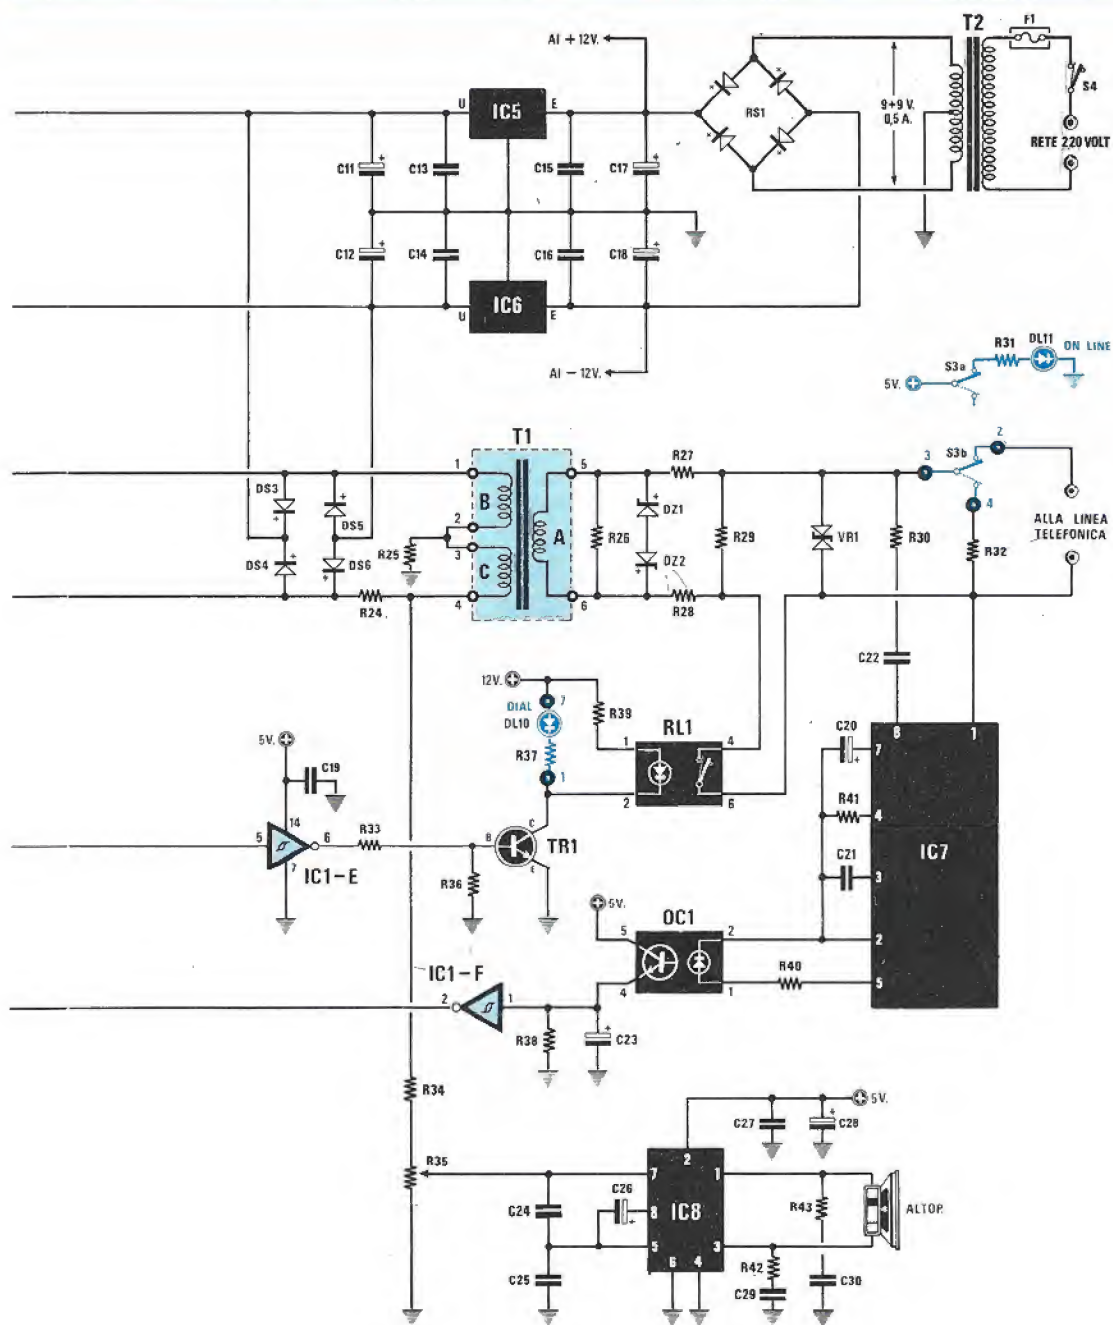 T2
F1
AI + 12V.
S4
U
IC5
E
RS1
9+9 V.
0,5 A.
RETE 220 VOLT
C11
C13
C15
C17
C12
C14
C16
C18
U
IC6
E
AI – 12V.
R31
DL11
ON LINE
S3a
5V.
T1
R27
3
S3b
2
4
1
5
DS3
DS5
B
2
3
A
R26
DZ1
R29
VR1
R30
R32
ALLA LINEA
TELEFONICA
R25
DS4
DS6
C
DZ2
4
6
R24
R28
C22
12V.
7
DIAL
DL10
R39
RL1
C20
8
1
7
5V.
R37
1
4
C19
1
2
6
R41
4
14
5
6
R33
B
C
TR1
E
C21
3
IC7
7
IC1-E
R36
5V.
OC1
5
2
2
IC1-F
R40
5
4
1
2
1
R38
C23
R34
5V.
C27
C28
R35
2
7
1
C26
C24
8
IC8
R43
ALTOP.
5
3
C25
6
4
R42
C29
C30